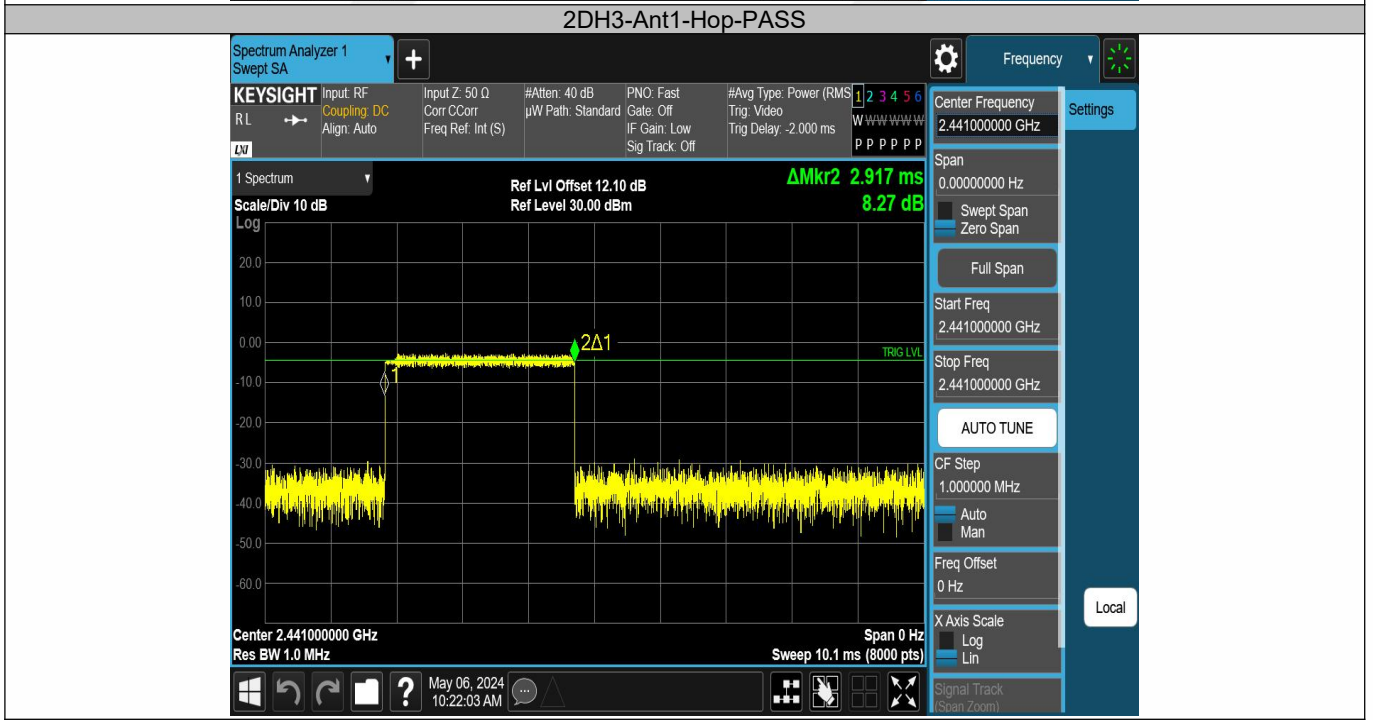 2DH3-Ant1-Hop-PASS
Spectrum Analyzer 1
Swept SA
+
Frequency
KEYSIGHT
RL
LXI
Input: RF
Coupling: DC
Align: Auto
Input Z: 50 Ω
Corr CCorr
Freq Ref: Int (S)
#Atten: 40 dB
µW Path: Standard
PNO: Fast
Gate: Off
IF Gain: Low
Sig Track: Off
#Avg Type: Power (RMS
Trig: Video
Trig Delay: -2.000 ms
1 2 3 4 5 6
W W W W W W
P P P P P P
Center Frequency
2.441000000 GHz
Settings
1 Spectrum
Scale/Div 10 dB
Log
Ref Lvl Offset 12.10 dB
Ref Level 30.00 dBm
ΔMkr2 2.917 ms
8.27 dB
Span
0.00000000 Hz
Swept Span
Zero Span
Full Span
Start Freq
2.441000000 GHz
Stop Freq
2.441000000 GHz
AUTO TUNE
CF Step
1.000000 MHz
Auto
Man
Freq Offset
0 Hz
X Axis Scale
Log
Lin
Signal Track
(Span Zoom)
Local
20.0
10.0
0.00
-10.0
-20.0
-30.0
-40.0
-50.0
-60.0
2Δ1
1
TRIG LVL
Center 2.441000000 GHz
Res BW 1.0 MHz
Span 0 Hz
Sweep 10.1 ms (8000 pts)
?
May 06, 2024
10:22:03 AM